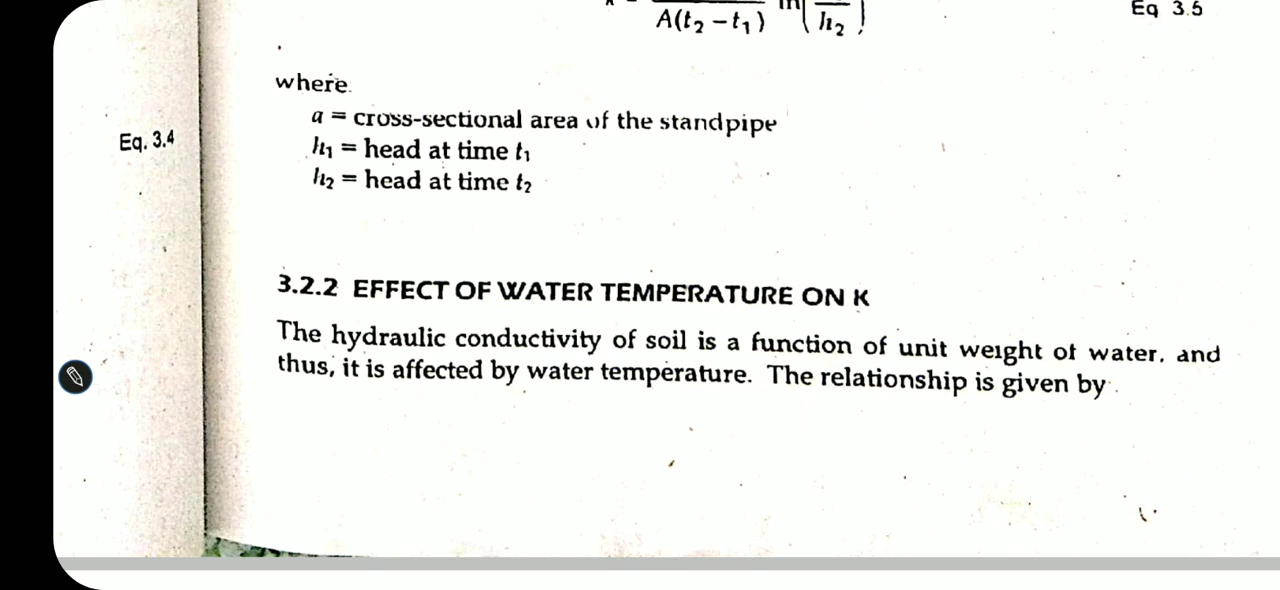 A(t₂ − t₁) ln( h₂ )
Eq 3.5
where
a = cross-sectional area of the standpipe
Eq. 3.4
h₁ = head at time t₁
h₂ = head at time t₂
3.2.2 EFFECT OF WATER TEMPERATURE ON K
The hydraulic conductivity of soil is a function of unit weight of water, and
thus, it is affected by water temperature. The relationship is given by